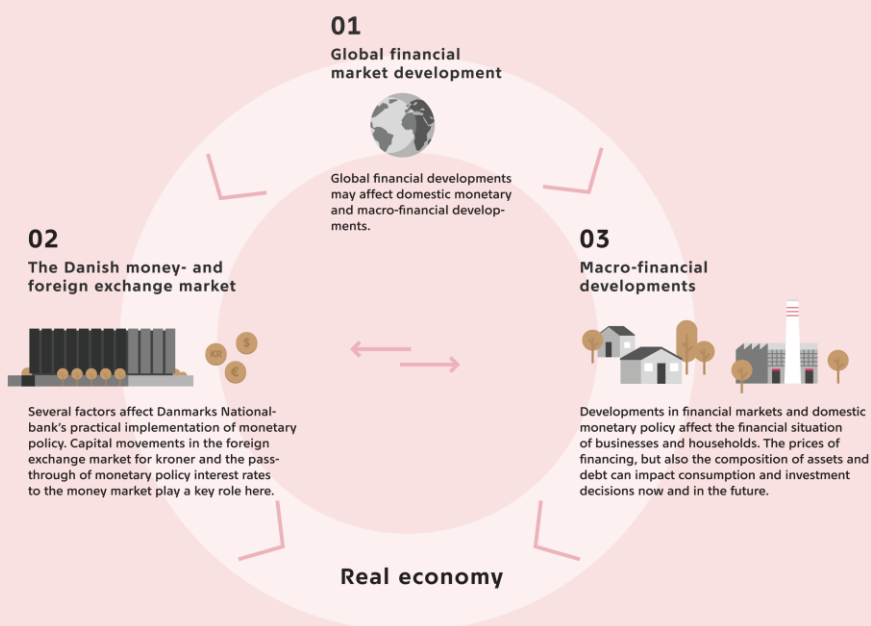 01
Global financial
market development
Global financial developments
may affect domestic monetary
and macro-financial develop-
ments.
02
The Danish money- and
foreign exchange market
KR
$
€
Several factors affect Danmarks National-
bank's practical implementation of monetary
policy. Capital movements in the foreign
exchange market for kroner and the pass-
through of monetary policy interest rates
to the money market play a key role here.
03
Macro-financial
developments
Developments in financial markets and domestic
monetary policy affect the financial situation
of businesses and households. The prices of
financing, but also the composition of assets and
debt can impact consumption and investment
decisions now and in the future.
Real economy